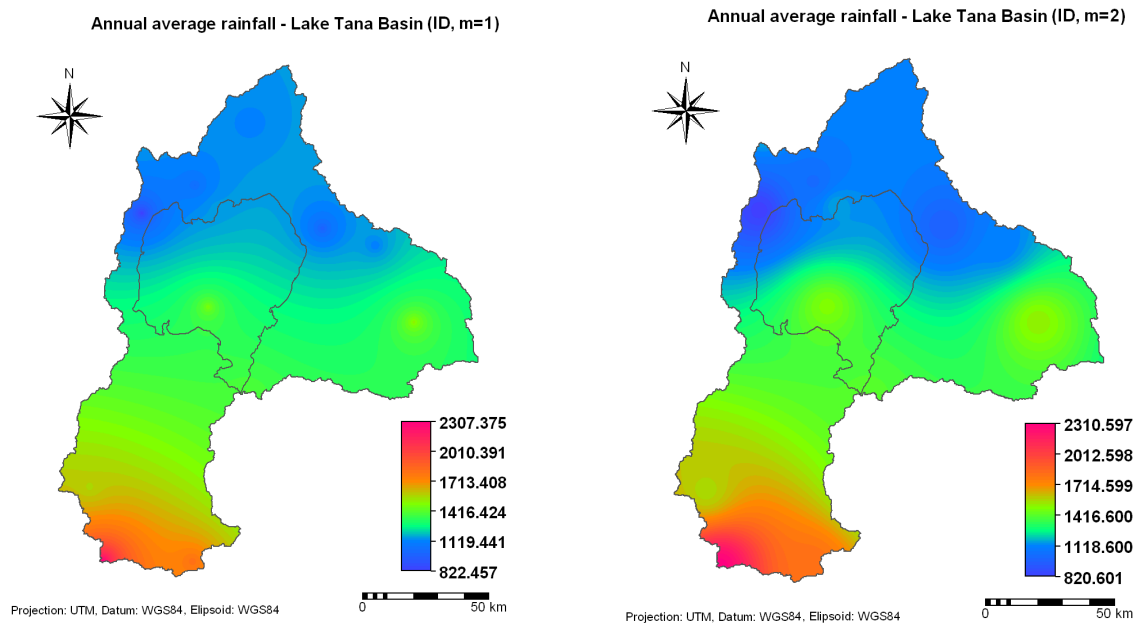 Annual average rainfall - Lake Tana Basin (ID, m=1)
N
2307.375
2010.391
1713.408
1416.424
1119.441
822.457
0 50 km
Projection: UTM, Datum: WGS84, Elipsoid: WGS84
Annual average rainfall - Lake Tana Basin (ID, m=2)
N
2310.597
2012.598
1714.599
1416.600
1118.600
820.601
0 50 km
Projection: UTM, Datum: WGS84, Elipsoid: WGS84